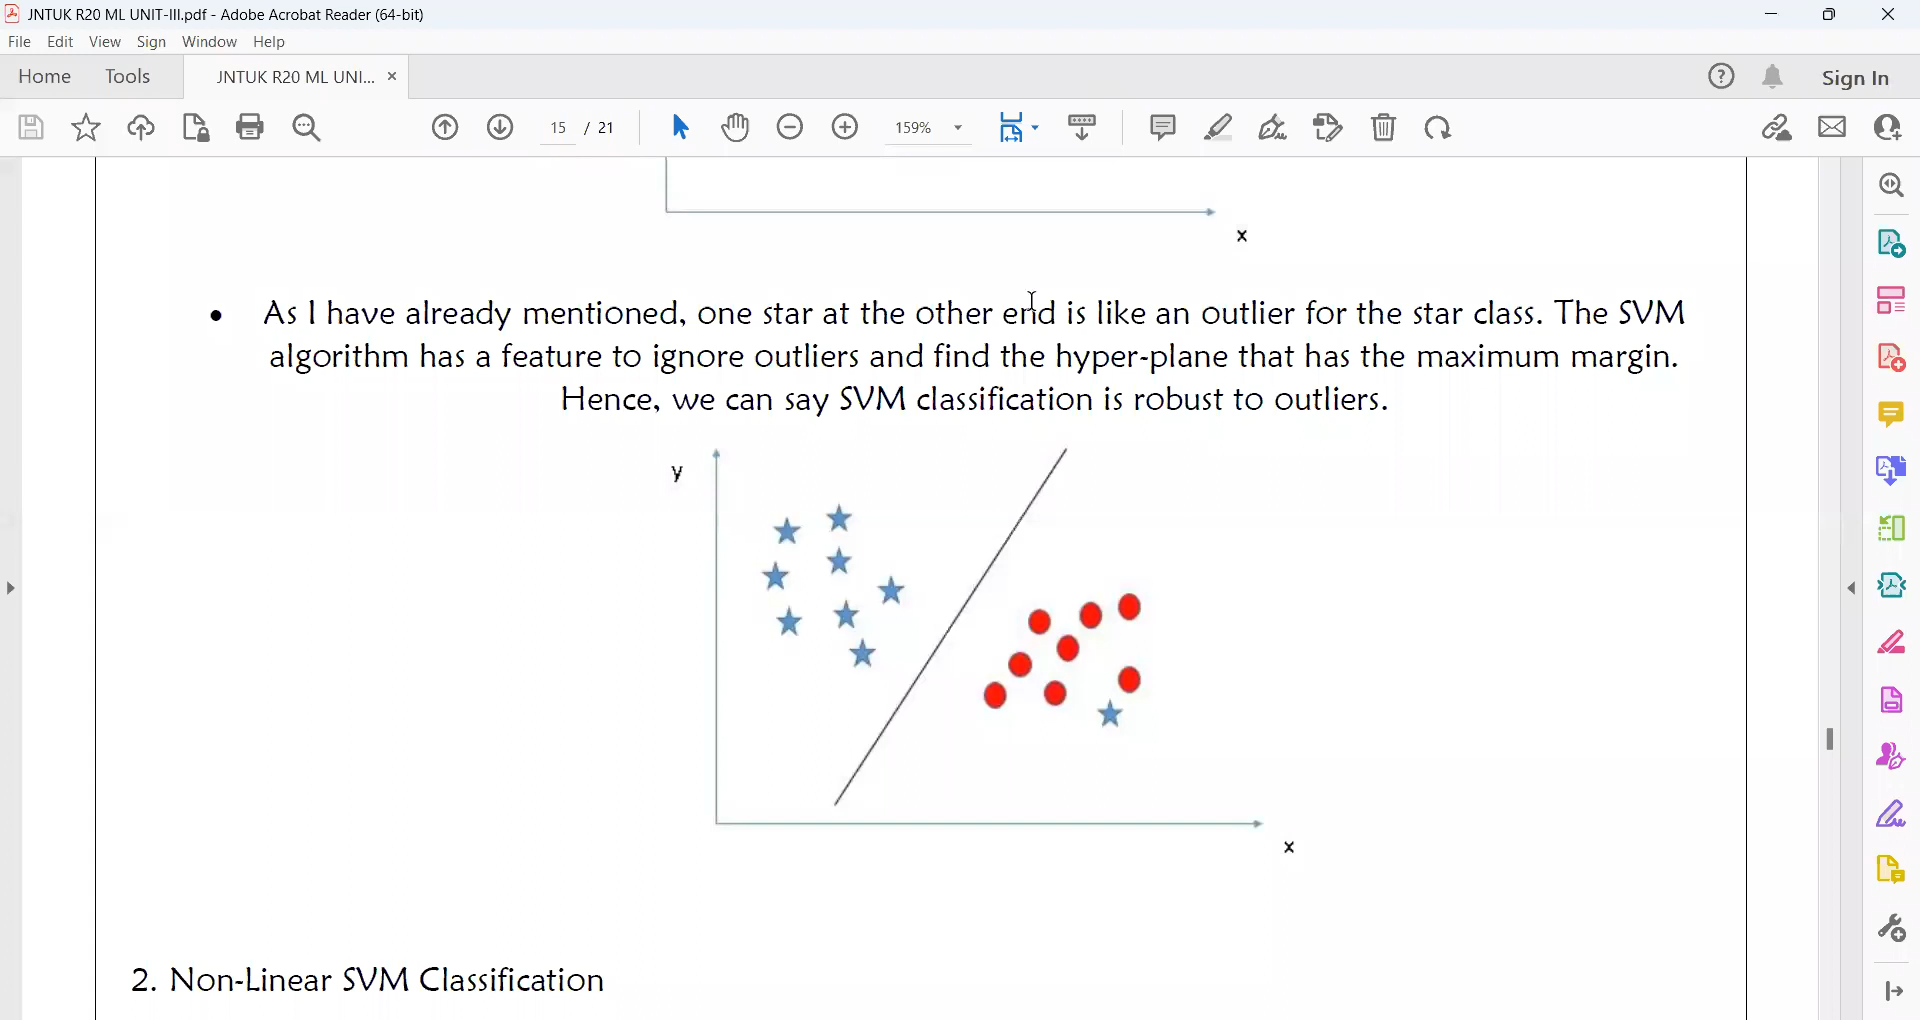 JNTUK R20 ML UNIT-III.pdf - Adobe Acrobat Reader (64-bit)
File Edit View Sign Window Help
Home Tools JNTUK R20 ML UNI... × Sign In
15 / 21 159%
x
• As I have already mentioned, one star at the other end is like an outlier for the star class. The SVM
algorithm has a feature to ignore outliers and find the hyper-plane that has the maximum margin.
Hence, we can say SVM classification is robust to outliers.
y
x
2. Non-Linear SVM Classification